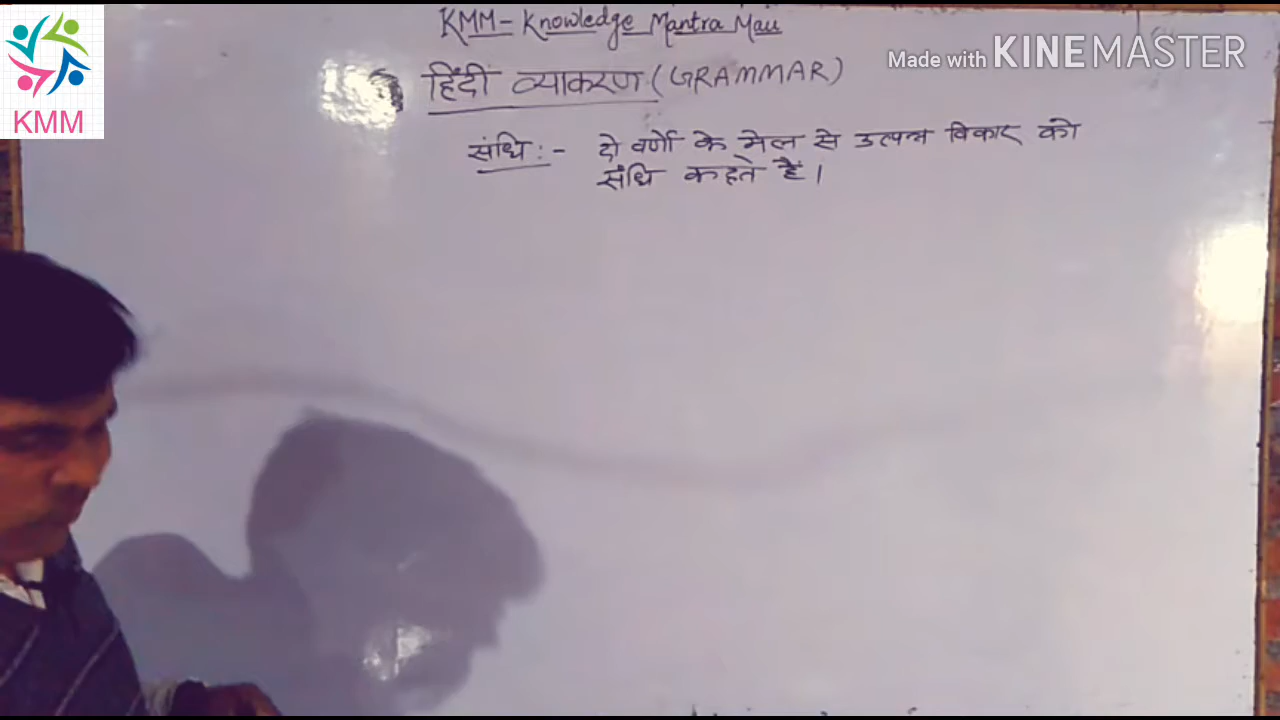 KMM- Knowledge Mantra Mau
Made with KINEMASTER
हिंदी व्याकरण (GRAMMAR)
KMM
संधि :- दो वर्णो के मेल से उत्पन्न विकार को
संधि कहते हैं।